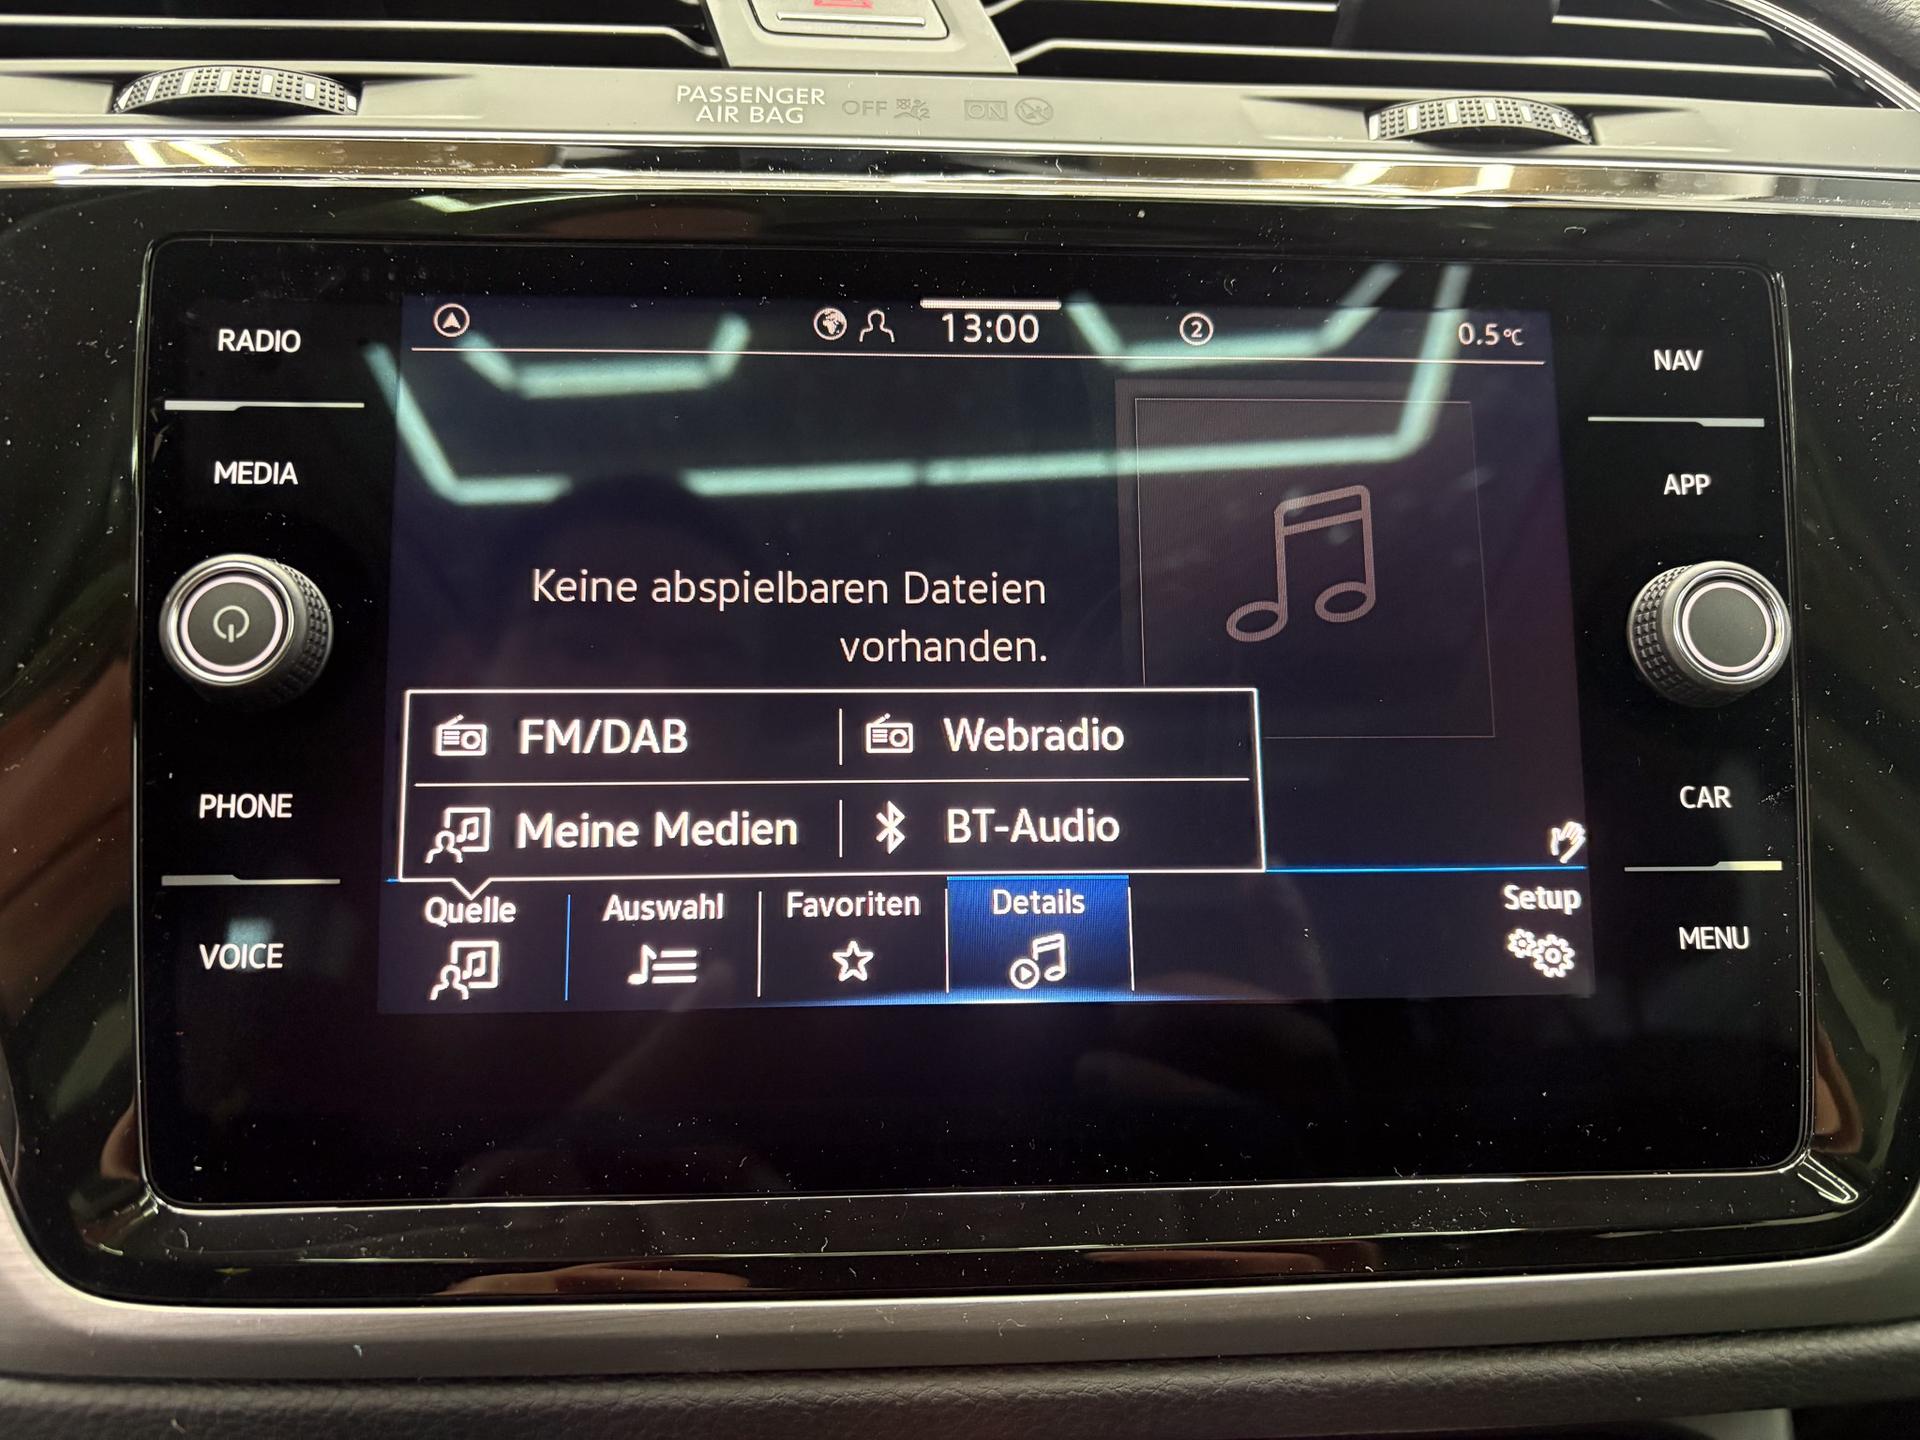 PASSENGER
AIR BAG
OFF
ON
RADIO
MEDIA
PHONE
VOICE
13:00
2
0.5°C
Keine abspielbaren Dateien
vorhanden.
FM/DAB
Webradio
Meine Medien
BT-Audio
Quelle
Auswahl
Favoriten
Details
Setup
NAV
APP
CAR
MENU